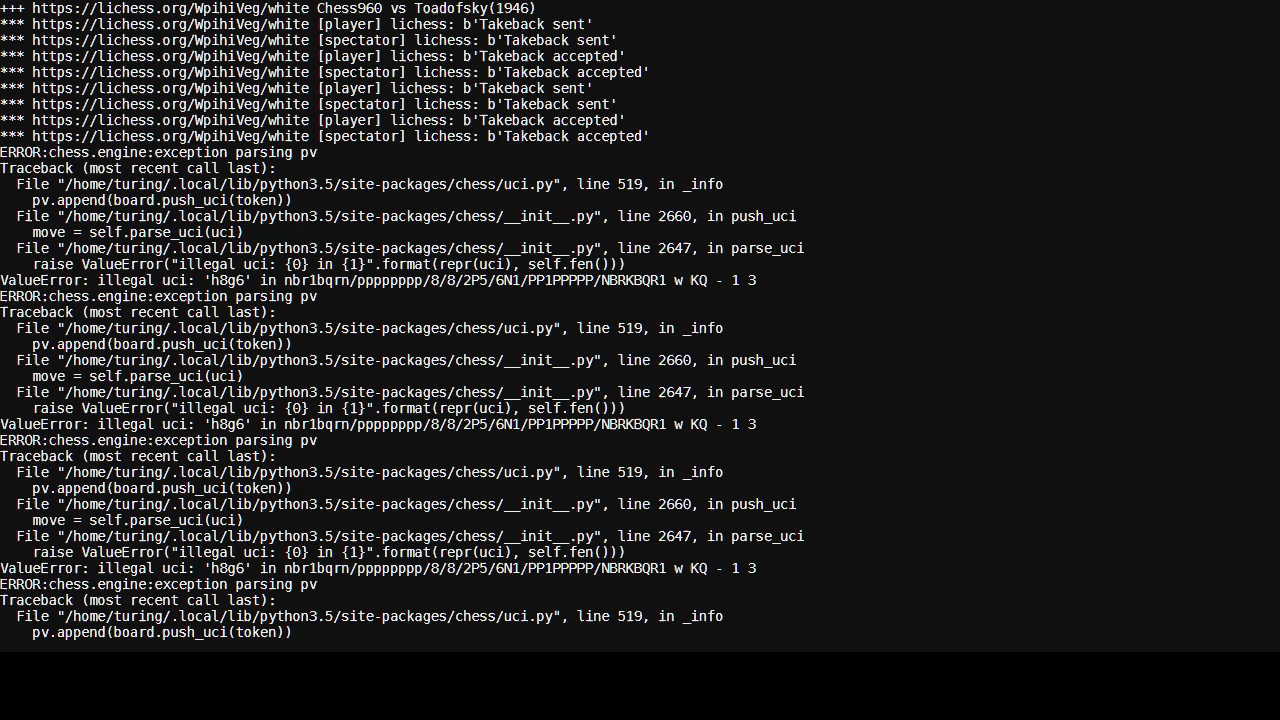 +++ https://lichess.org/WpihiVeg/white Chess960 vs Toadofsky(1946)
*** https://lichess.org/WpihiVeg/white [player] lichess: b'Takeback sent'
*** https://lichess.org/WpihiVeg/white [spectator] lichess: b'Takeback sent'
*** https://lichess.org/WpihiVeg/white [player] lichess: b'Takeback accepted'
*** https://lichess.org/WpihiVeg/white [spectator] lichess: b'Takeback accepted'
*** https://lichess.org/WpihiVeg/white [player] lichess: b'Takeback sent'
*** https://lichess.org/WpihiVeg/white [spectator] lichess: b'Takeback sent'
*** https://lichess.org/WpihiVeg/white [player] lichess: b'Takeback accepted'
*** https://lichess.org/WpihiVeg/white [spectator] lichess: b'Takeback accepted'
ERROR:chess.engine:exception parsing pv
Traceback (most recent call last):
  File "/home/turing/.local/lib/python3.5/site-packages/chess/uci.py", line 519, in _info
    pv.append(board.push_uci(token))
  File "/home/turing/.local/lib/python3.5/site-packages/chess/__init__.py", line 2660, in push_uci
    move = self.parse_uci(uci)
  File "/home/turing/.local/lib/python3.5/site-packages/chess/__init__.py", line 2647, in parse_uci
    raise ValueError("illegal uci: {0} in {1}".format(repr(uci), self.fen()))
ValueError: illegal uci: 'h8g6' in nbr1bqrn/pppppppp/8/8/2P5/6N1/PP1PPPPP/NBRKBQR1 w KQ - 1 3
ERROR:chess.engine:exception parsing pv
Traceback (most recent call last):
  File "/home/turing/.local/lib/python3.5/site-packages/chess/uci.py", line 519, in _info
    pv.append(board.push_uci(token))
  File "/home/turing/.local/lib/python3.5/site-packages/chess/__init__.py", line 2660, in push_uci
    move = self.parse_uci(uci)
  File "/home/turing/.local/lib/python3.5/site-packages/chess/__init__.py", line 2647, in parse_uci
    raise ValueError("illegal uci: {0} in {1}".format(repr(uci), self.fen()))
ValueError: illegal uci: 'h8g6' in nbr1bqrn/pppppppp/8/8/2P5/6N1/PP1PPPPP/NBRKBQR1 w KQ - 1 3
ERROR:chess.engine:exception parsing pv
Traceback (most recent call last):
  File "/home/turing/.local/lib/python3.5/site-packages/chess/uci.py", line 519, in _info
    pv.append(board.push_uci(token))
  File "/home/turing/.local/lib/python3.5/site-packages/chess/__init__.py", line 2660, in push_uci
    move = self.parse_uci(uci)
  File "/home/turing/.local/lib/python3.5/site-packages/chess/__init__.py", line 2647, in parse_uci
    raise ValueError("illegal uci: {0} in {1}".format(repr(uci), self.fen()))
ValueError: illegal uci: 'h8g6' in nbr1bqrn/pppppppp/8/8/2P5/6N1/PP1PPPPP/NBRKBQR1 w KQ - 1 3
ERROR:chess.engine:exception parsing pv
Traceback (most recent call last):
  File "/home/turing/.local/lib/python3.5/site-packages/chess/uci.py", line 519, in _info
    pv.append(board.push_uci(token))